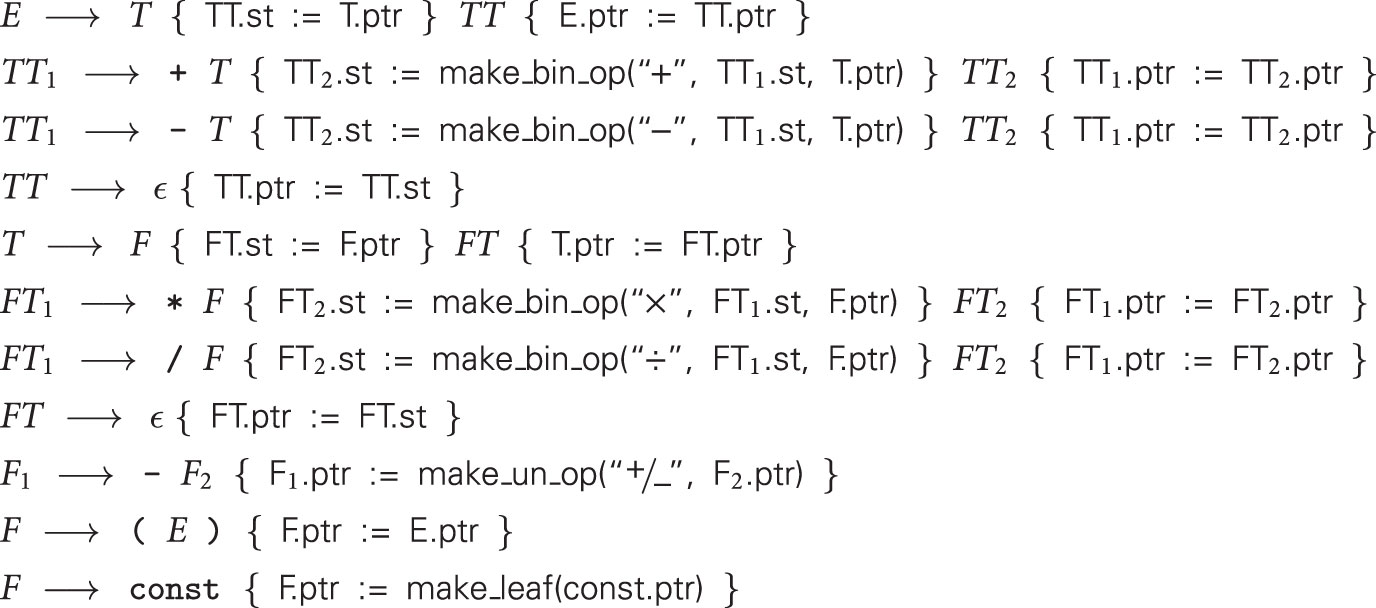 E ⟶ T { TT.st := T.ptr } TT { E.ptr := TT.ptr }
TT₁ ⟶ + T { TT₂.st := make_bin_op(“+”, TT₁.st, T.ptr) } TT₂ { TT₁.ptr := TT₂.ptr }
TT₁ ⟶ - T { TT₂.st := make_bin_op(“−”, TT₁.st, T.ptr) } TT₂ { TT₁.ptr := TT₂.ptr }
TT ⟶ ϵ { TT.ptr := TT.st }
T ⟶ F { FT.st := F.ptr } FT { T.ptr := FT.ptr }
FT₁ ⟶ * F { FT₂.st := make_bin_op(“×”, FT₁.st, F.ptr) } FT₂ { FT₁.ptr := FT₂.ptr }
FT₁ ⟶ / F { FT₂.st := make_bin_op(“÷”, FT₁.st, F.ptr) } FT₂ { FT₁.ptr := FT₂.ptr }
FT ⟶ ϵ { FT.ptr := FT.st }
F₁ ⟶ - F₂ { F₁.ptr := make_un_op(“+/_”, F₂.ptr) }
F ⟶ ( E ) { F.ptr := E.ptr }
F ⟶ const { F.ptr := make_leaf(const.ptr) }